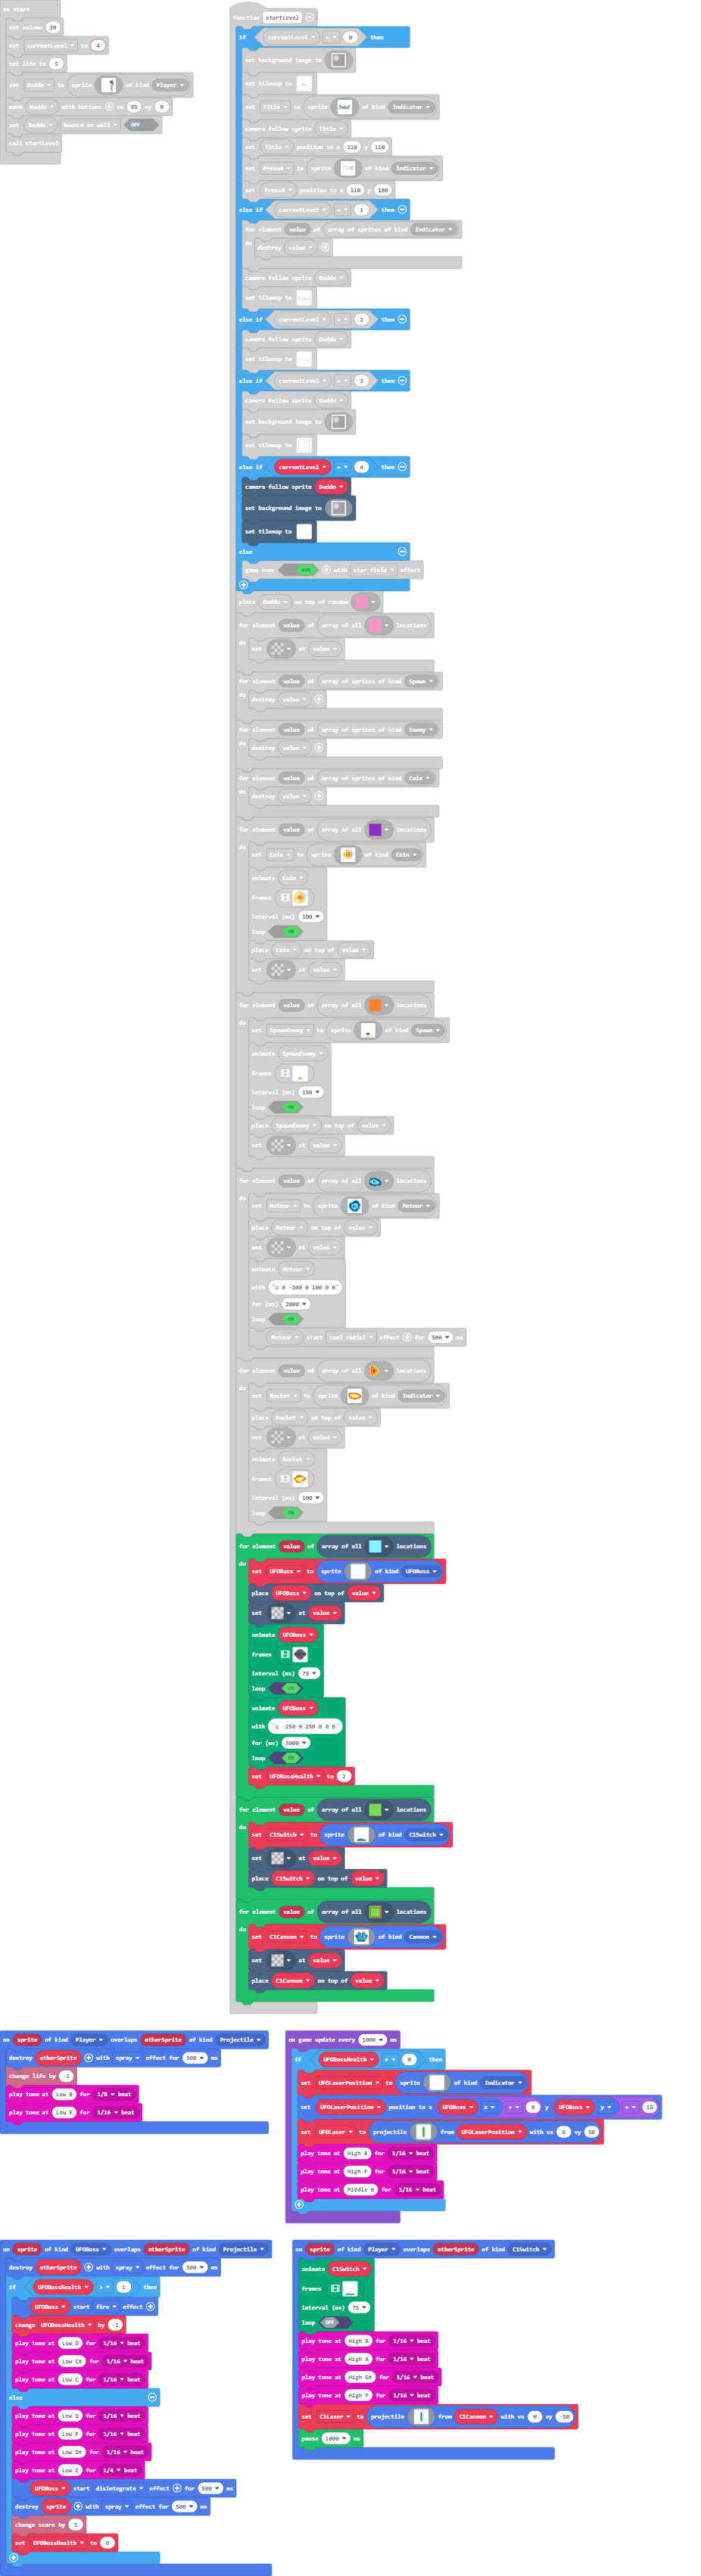 on start
set volume 20
set currentLevel to 4
set life to 5
set Daddo to sprite of kind Player
move Daddo with buttons vx 85 vy 0
set Daddo bounce on wall OFF
call startLevel
function startLevel
if currentLevel = 0 then
set background image to
set tilemap to
set Title to sprite of kind Indicator
camera follow sprite Title
set Title position to x 110 y 110
set PressA to sprite of kind Indicator
set PressA position to x 110 y 180
else if currentLevel = 1 then
for element value of array of sprites of kind Indicator
do destroy value
camera follow sprite Daddo
set tilemap to
else if currentLevel = 2 then
camera follow sprite Daddo
set tilemap to
else if currentLevel = 3 then
camera follow sprite Daddo
set background image to
set tilemap to
else if currentLevel = 4 then
camera follow sprite Daddo
set background image to
set tilemap to
else
game over WIN with star field effect
place Daddo on top of random
for element value of array of all locations
do set at value
for element value of array of sprites of kind Spawn
do destroy value
for element value of array of sprites of kind Enemy
do destroy value
for element value of array of sprites of kind Coin
do destroy value
for element value of array of all locations
do set Coin to sprite of kind Coin
animate Coin
frames
interval (ms) 100
loop ON
place Coin on top of value
set at value
for element value of array of all locations
do set SpawnEnemy to sprite of kind Spawn
animate SpawnEnemy
frames
interval (ms) 150
loop ON
place SpawnEnemy on top of value
set at value
for element value of array of all locations
do set Meteor to sprite of kind Meteor
place Meteor on top of value
set at value
animate Meteor
with "c 0 -100 0 100 0 0"
for (ms) 2000
loop ON
Meteor start cool radial effect for 500 ms
for element value of array of all locations
do set Rocket to sprite of kind Indicator
place Rocket on top of value
set at value
animate Rocket
frames
interval (ms) 100
loop ON
for element value of array of all locations
do set UFOBoss to sprite of kind UFOBoss
place UFOBoss on top of value
set at value
animate UFOBoss
frames
interval (ms) 75
loop ON
animate UFOBoss
with "c -250 0 250 0 0 0"
for (ms) 5000
loop ON
set UFOBossHealth to 2
for element value of array of all locations
do set C1Switch to sprite of kind C1Switch
set at value
place C1Switch on top of value
for element value of array of all locations
do set C1Cannon to sprite of kind Cannon
set at value
place C1Cannon on top of value
on sprite of kind Player overlaps otherSprite of kind Projectile
destroy otherSprite with spray effect for 500 ms
change life by -1
play tone at Low B for 1/8 beat
play tone at Low E for 1/16 beat
on game update every 1000 ms
if UFOBossHealth ≠ 0 then
set UFOLaserPosition to sprite of kind Indicator
set UFOLaserPosition position to x UFOBoss x + 0 y UFOBoss y + 15
set UFOLaser to projectile from UFOLaserPosition with vx 0 vy 50
play tone at High A for 1/16 beat
play tone at High F for 1/16 beat
play tone at Middle B for 1/16 beat
on sprite of kind UFOBoss overlaps otherSprite of kind Projectile
destroy otherSprite with spray effect for 500 ms
if UFOBossHealth > 1 then
UFOBoss start fire effect
change UFOBossHealth by -1
play tone at Low D for 1/16 beat
play tone at Low C# for 1/16 beat
play tone at Low C for 1/16 beat
else
play tone at Low G for 1/16 beat
play tone at Low F for 1/16 beat
play tone at Low D# for 1/16 beat
play tone at Low C for 1/4 beat
UFOBoss start disintegrate effect for 500 ms
destroy sprite with spray effect for 500 ms
change score by 5
set UFOBossHealth to 0
on sprite of kind Player overlaps otherSprite of kind C1Switch
animate C1Switch
frames
interval (ms) 75
loop OFF
play tone at High B for 1/16 beat
play tone at High A for 1/16 beat
play tone at High G# for 1/16 beat
play tone at High F for 1/16 beat
set C1Laser to projectile from C1Cannon with vx 0 vy -50
pause 1000 ms